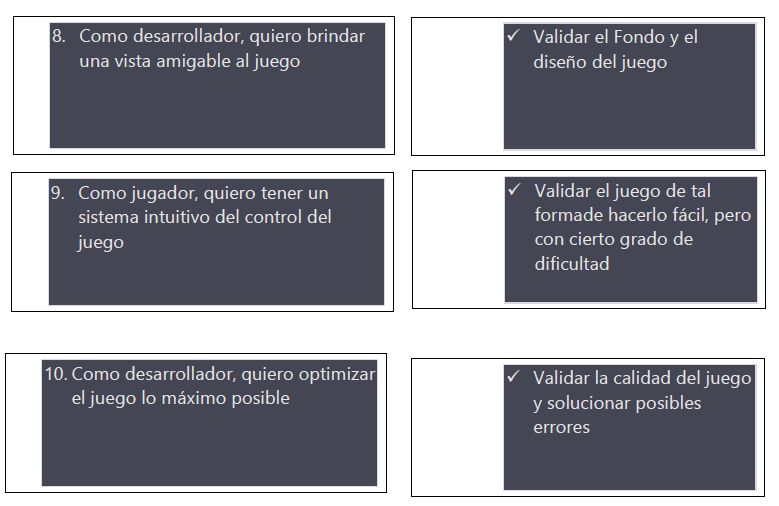 8. Como desarrollador, quiero brindar
una vista amigable al juego
✓ Validar el Fondo y el
diseño del juego
9. Como jugador, quiero tener un
sistema intuitivo del control del
juego
✓ Validar el juego de tal
formade hacerlo fácil, pero
con cierto grado de
dificultad
10. Como desarrollador, quiero optimizar
el juego lo máximo posible
✓ Validar la calidad del juego
y solucionar posibles
errores